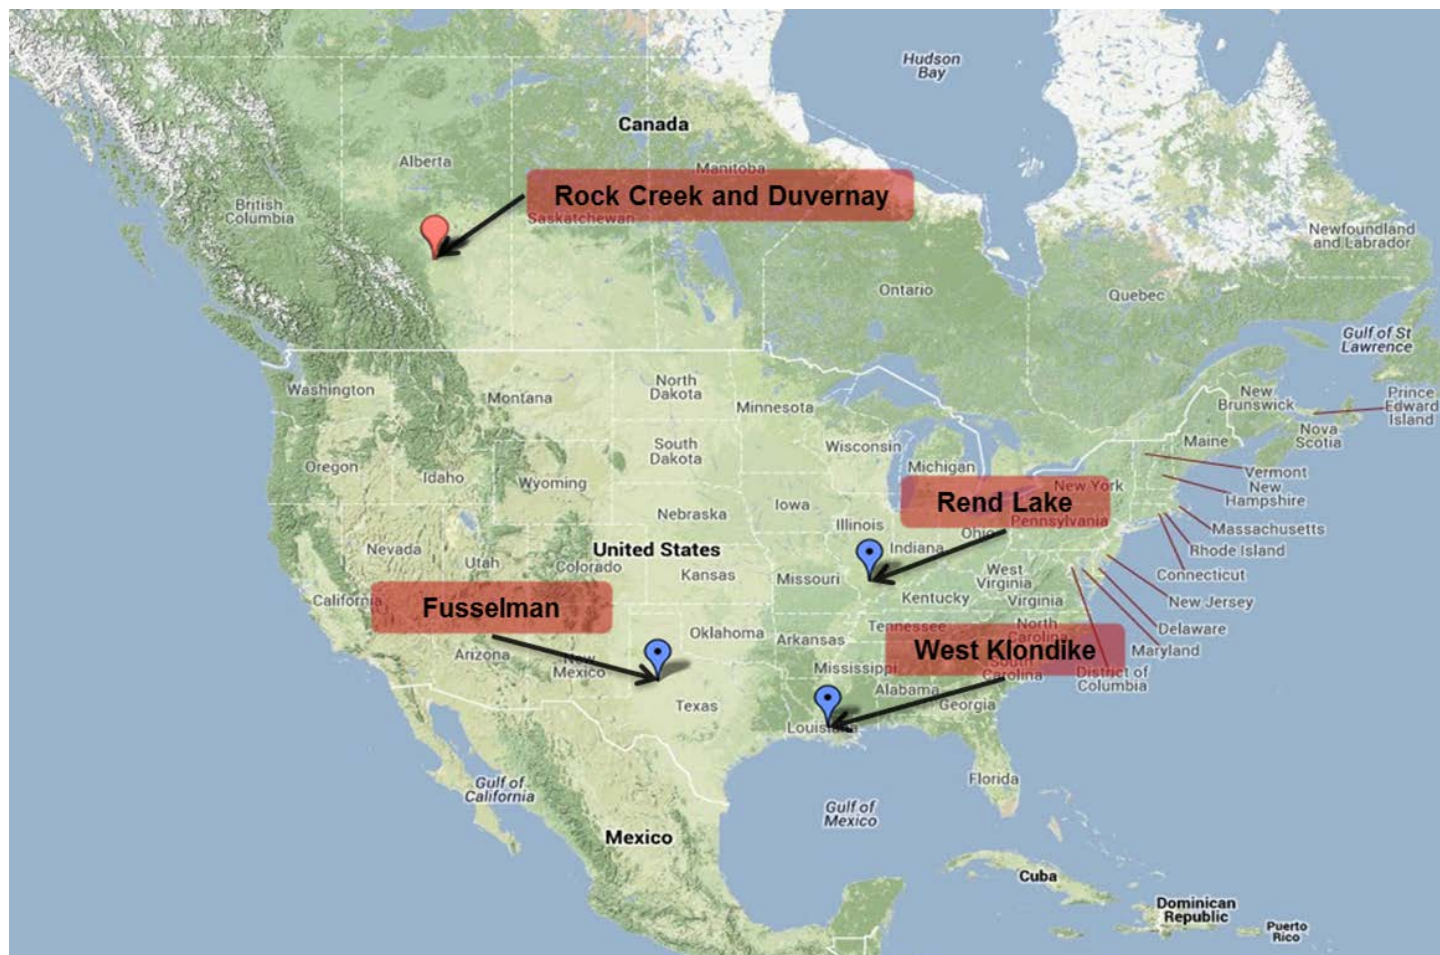 Hudson
Bay
Canada
Alberta
Manitoba
Rock Creek and Duvernay
British
Columbia
Saskatchewan
Newfoundland
and Labrador
Ontario
Quebec
Gulf of St
Lawrence
Washington
Montana
North
Dakota
Minnesota
New
Brunswick
Prince
Edward
Island
Nova
Scotia
Maine
Oregon
Idaho
Wyoming
South
Dakota
Wisconsin
Michigan
Vermont
New
Hampshire
New York
Rend Lake
Pennsylvania
Massachusetts
Rhode Island
Connecticut
Nebraska
Iowa
Illinois
Indiana
Ohio
Nevada
Utah
United States
Colorado
Kansas
Missouri
West
Virginia
Kentucky
Virginia
New Jersey
California
Fusselman
Oklahoma
Arkansas
Tennessee
North
Carolina
Delaware
Maryland
District of
Columbia
Arizona
New
Mexico
West Klondike
Mississippi
South
Carolina
Alabama
Georgia
Texas
Louisiana
Florida
Gulf of
California
Gulf of
Mexico
Mexico
Cuba
Dominican
Republic
Puerto
Rico